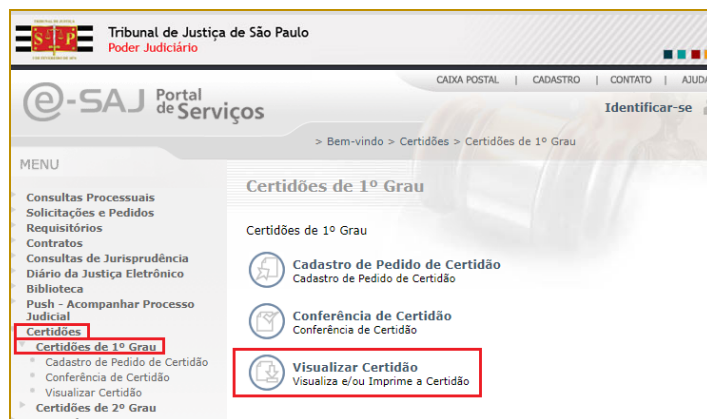 Tribunal de Justiça de São Paulo
Poder Judiciário
CAIXA POSTAL | CADASTRO | CONTATO | AJUDA
e-SAJ Portal de Serviços
Identificar-se
> Bem-vindo > Certidões > Certidões de 1º Grau
MENU
Consultas Processuais
Solicitações e Pedidos
Requisitórios
Contratos
Consultas de Jurisprudência
Diário da Justiça Eletrônico
Biblioteca
Push - Acompanhar Processo
Judicial
Certidões
Certidões de 1º Grau
Cadastro de Pedido de Certidão
Conferência de Certidão
Visualizar Certidão
Certidões de 2º Grau
Certidões de 1º Grau
Certidões de 1º Grau
Cadastro de Pedido de Certidão
Cadastro de Pedido de Certidão
Conferência de Certidão
Conferência de Certidão
Visualizar Certidão
Visualiza e/ou Imprime a Certidão